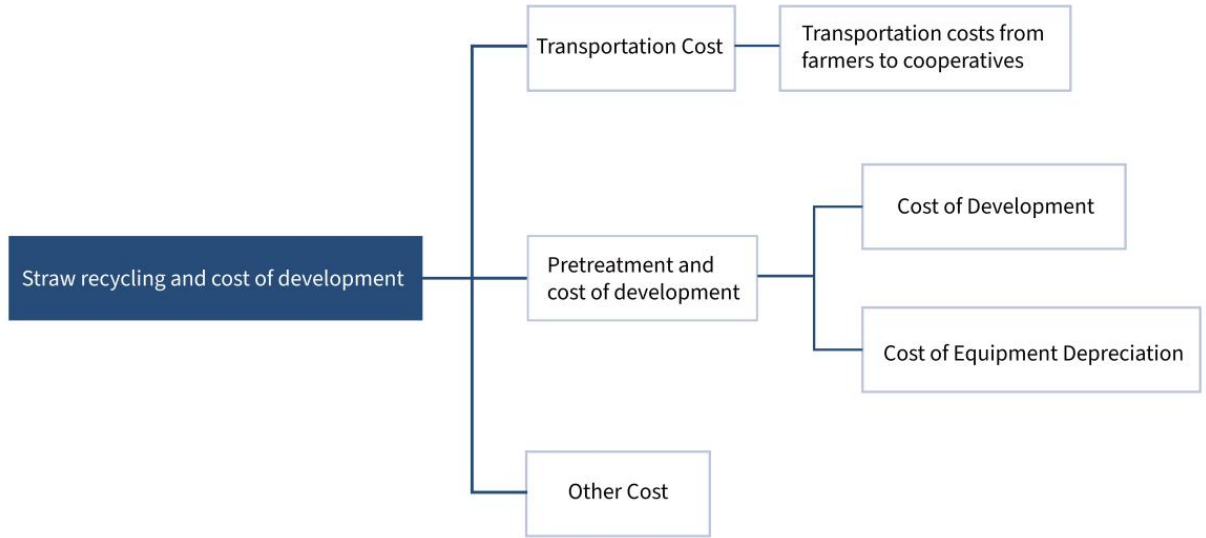 Transportation Cost
Transportation costs from
farmers to cooperatives
Straw recycling and cost of development
Pretreatment and
cost of development
Cost of Development
Cost of Equipment Depreciation
Other Cost